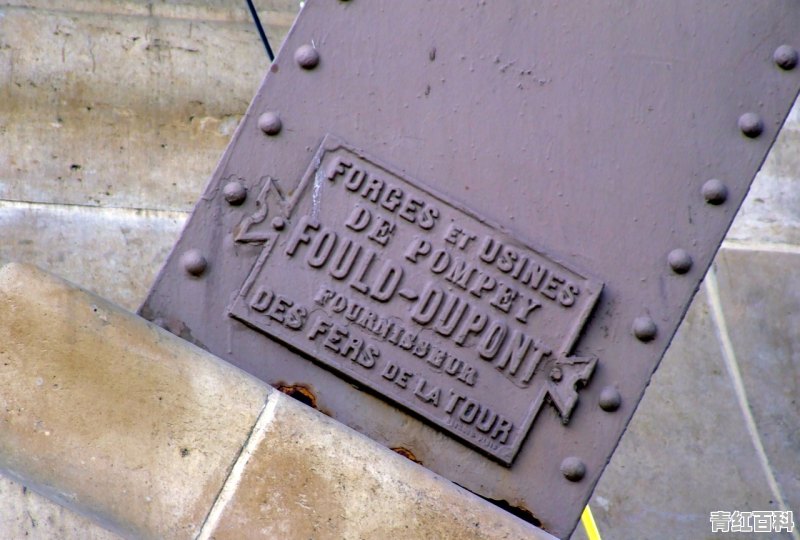 FORGES ET USINES
DE POMPEY
FOULD-DUPONT
FOURNISSEUR
DES FERS DE LA TOUR
青红百科